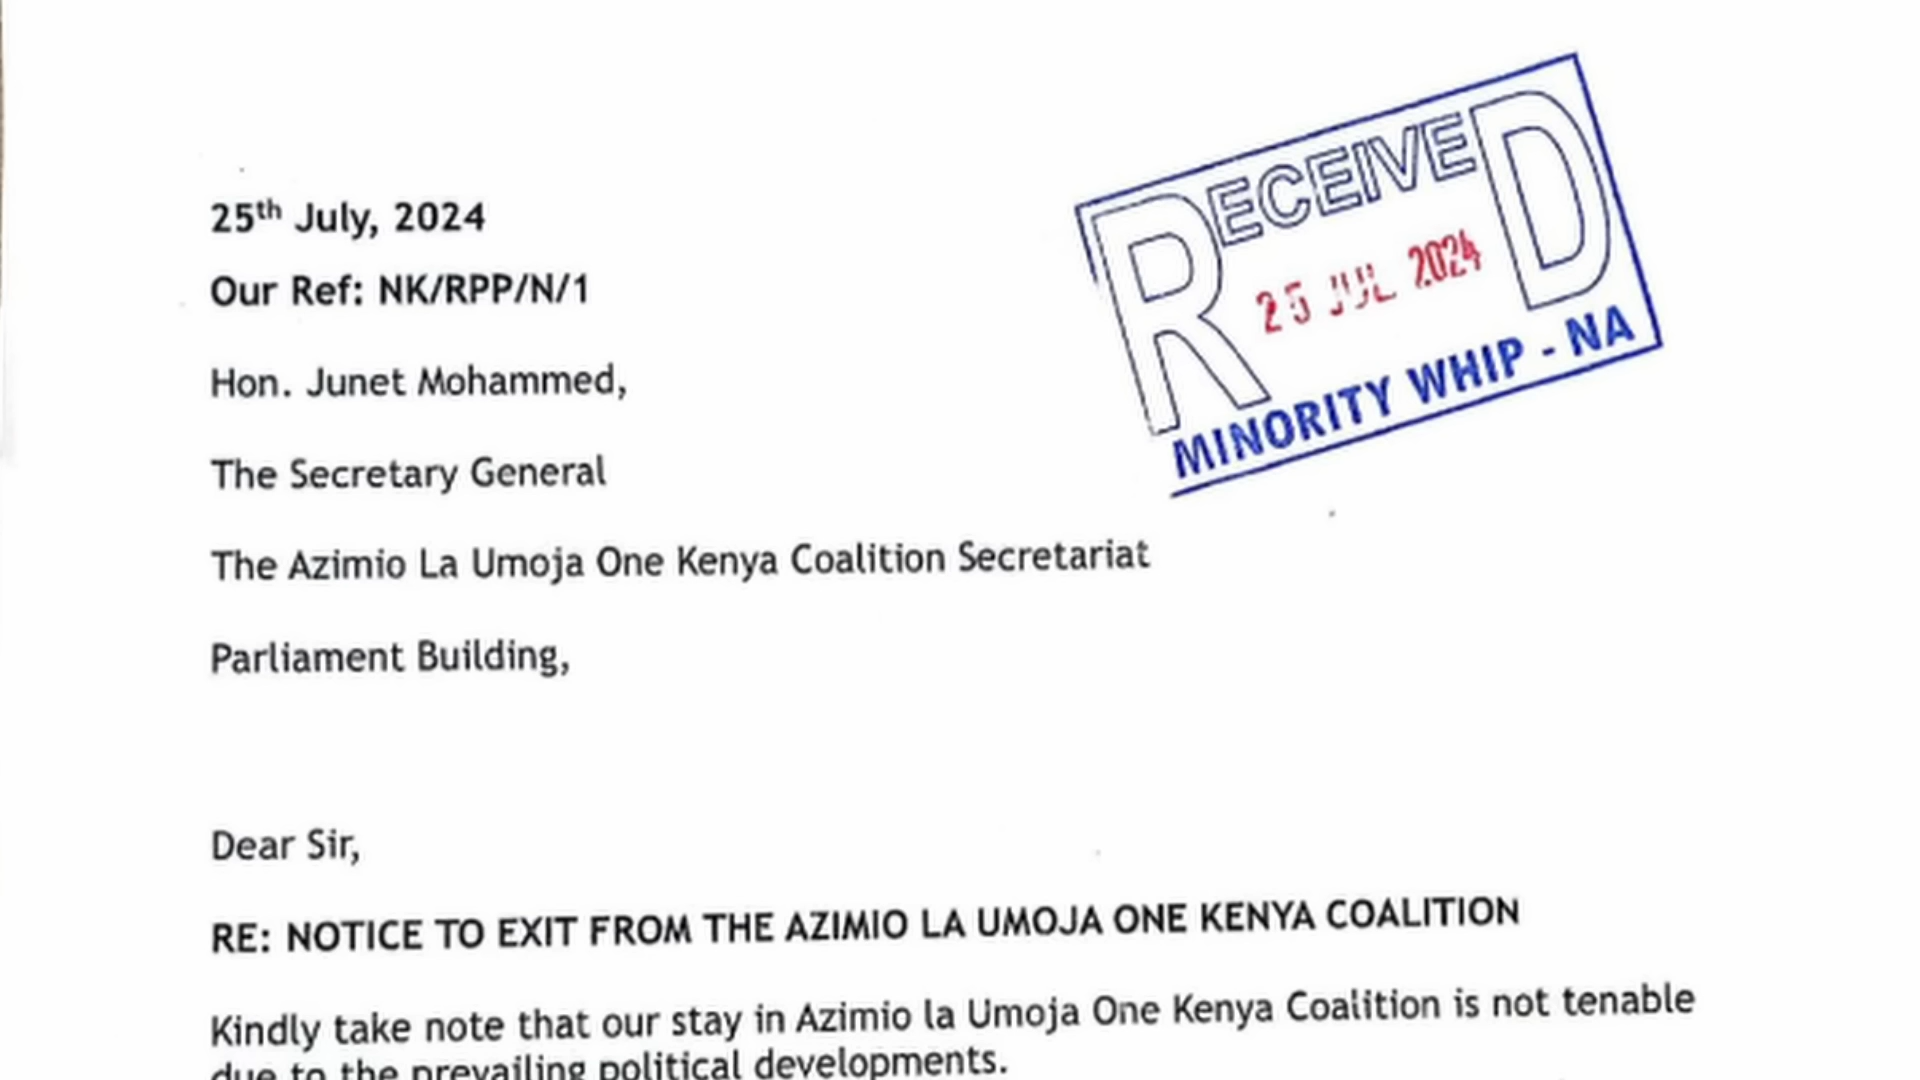 25th July, 2024
Our Ref: NK/RPP/N/1
RECEIVED
25 JUL 2024
MINORITY WHIP - NA
Hon. Junet Mohammed,
The Secretary General
The Azimio La Umoja One Kenya Coalition Secretariat
Parliament Building,
Dear Sir,
RE: NOTICE TO EXIT FROM THE AZIMIO LA UMOJA ONE KENYA COALITION
Kindly take note that our stay in Azimio la Umoja One Kenya Coalition is not tenable
due to the prevailing political developments.